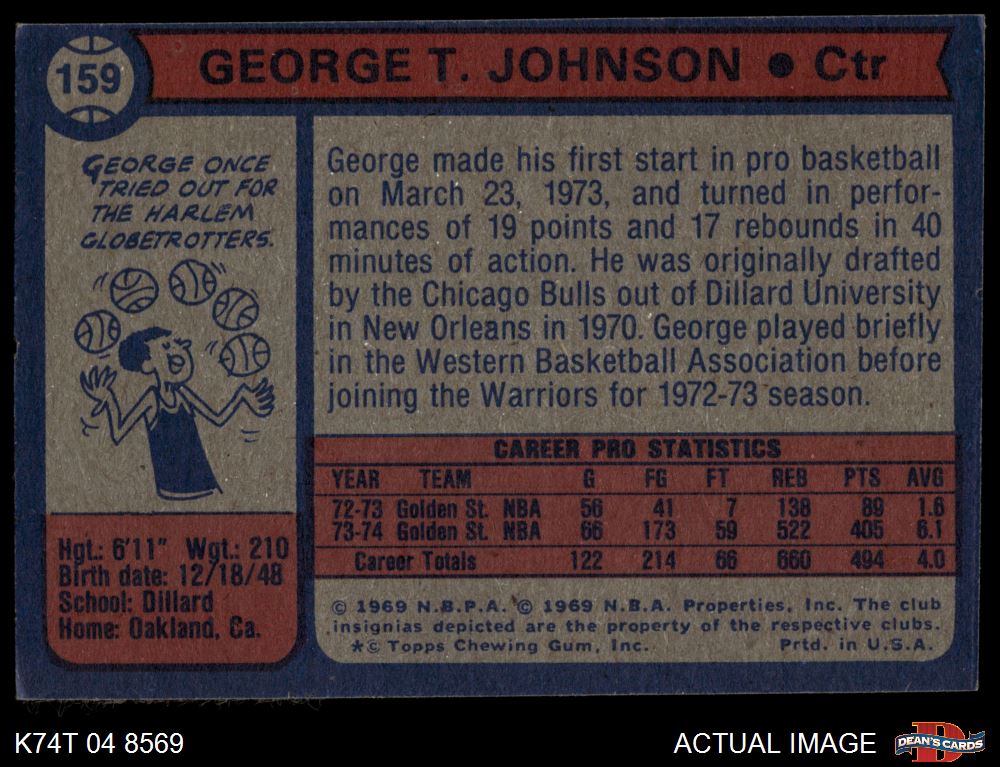 159
GEORGE T. JOHNSON ● Ctr
GEORGE ONCE
TRIED OUT FOR
THE HARLEM
GLOBETROTTERS.
George made his first start in pro basketball
on March 23, 1973, and turned in perfor-
mances of 19 points and 17 rebounds in 40
minutes of action. He was originally drafted
by the Chicago Bulls out of Dillard University
in New Orleans in 1970. George played briefly
in the Western Basketball Association before
joining the Warriors for 1972-73 season.
Hgt.: 6'11" Wgt.: 210
Birth date: 12/18/48
School: Dillard
Home: Oakland, Ca.
CAREER PRO STATISTICS
YEAR TEAM G FG FT REB PTS AVG
72-73 Golden St. NBA 56 41 7 138 89 1.6
73-74 Golden St. NBA 66 173 59 522 405 6.1
Career Totals 122 214 66 660 494 4.0
© 1969 N.B.P.A. © 1969 N.B.A. Properties, Inc. The club
insignias depicted are the property of the respective clubs.
*© Topps Chewing Gum, Inc. Prtd. in U.S.A.
K74T 04 8569
ACTUAL IMAGE
DEAN'S CARDS